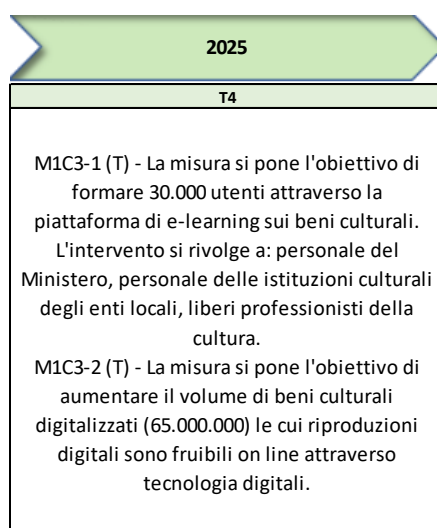 2025
T4
M1C3-1 (T) - La misura si pone l'obiettivo di
formare 30.000 utenti attraverso la
piattaforma di e-learning sui beni culturali.
L'intervento si rivolge a: personale del
Ministero, personale delle istituzioni culturali
degli enti locali, liberi professionisti della
cultura.
M1C3-2 (T) - La misura si pone l'obiettivo di
aumentare il volume di beni culturali
digitalizzati (65.000.000) le cui riproduzioni
digitali sono fruibili on line attraverso
tecnologia digitali.